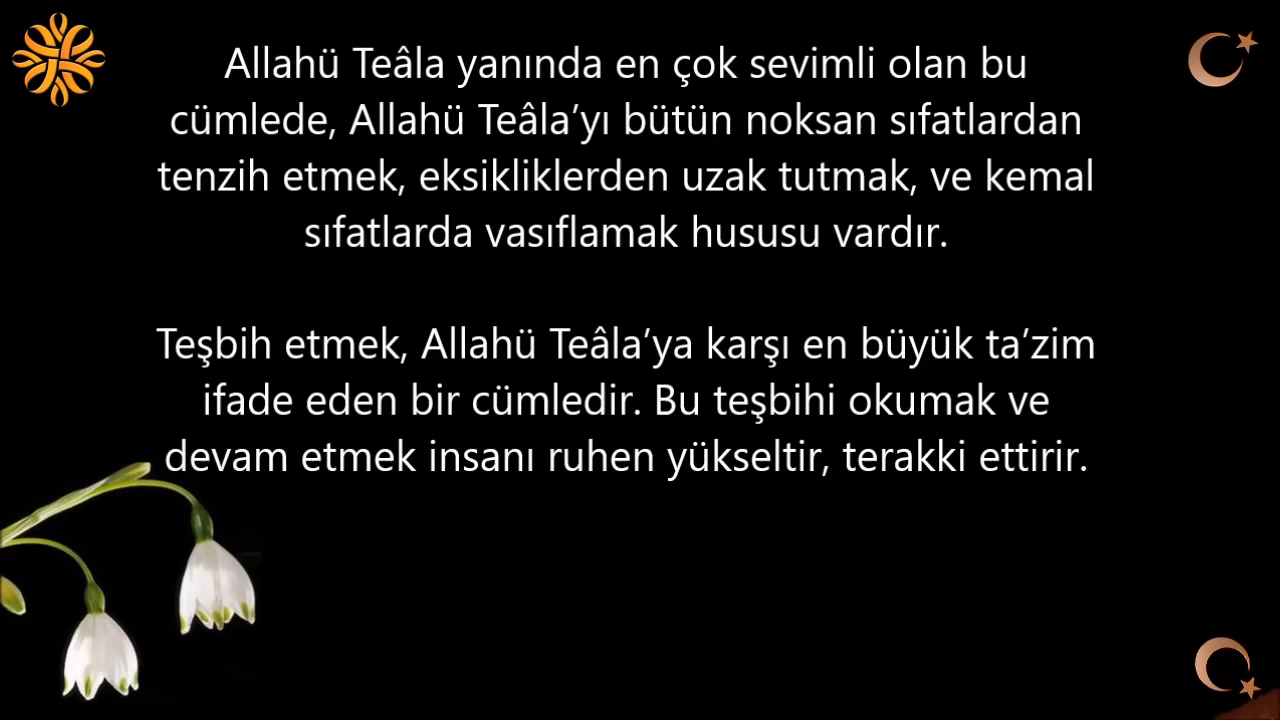 Allahü Teâla yanında en çok sevimli olan bu
cümlede, Allahü Teâla’yı bütün noksan sıfatlardan
tenzih etmek, eksikliklerden uzak tutmak, ve kemal
sıfatlarda vasıflamak hususu vardır.
Teşbih etmek, Allahü Teâla’ya karşı en büyük ta’zim
ifade eden bir cümledir. Bu teşbihi okumak ve
devam etmek insanı ruhen yükseltir, terakki ettirir.